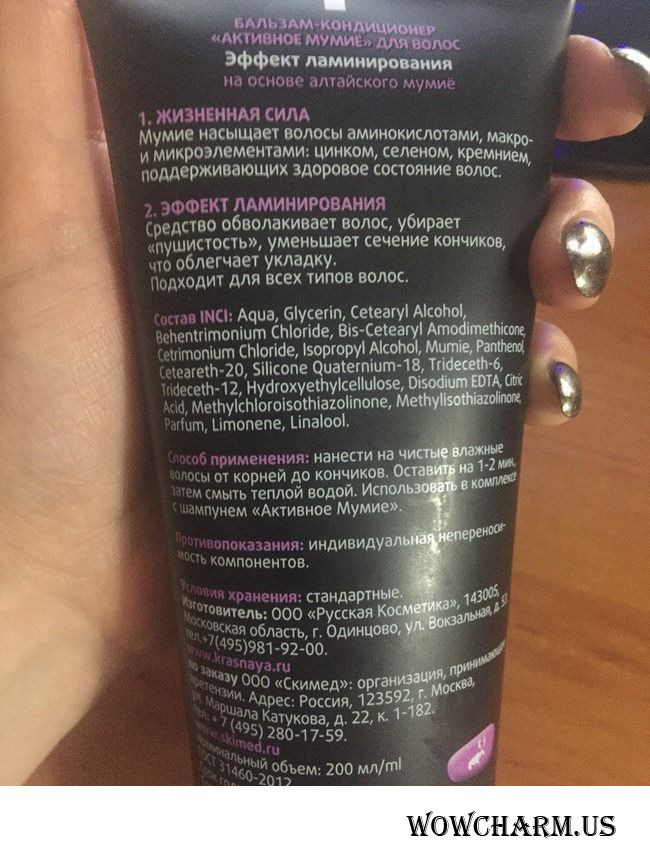 БАЛЬЗАМ-КОНДИЦИОНЕР
«АКТИВНОЕ МУМИЁ» ДЛЯ ВОЛОС
Эффект ламинирования
на основе алтайского мумиё
1. ЖИЗНЕННАЯ СИЛА
Мумие насыщает волосы аминокислотами, макро-
и микроэлементами: цинком, селеном, кремнием,
поддерживающих здоровое состояние волос.
2. ЭФФЕКТ ЛАМИНИРОВАНИЯ
Средство обволакивает волос, убирает
«пушистость», уменьшает сечение кончиков,
что облегчает укладку.
Подходит для всех типов волос.
Состав INCI: Aqua, Glycerin, Cetearyl Alcohol,
Behentrimonium Chloride, Bis-Cetearyl Amodimethicone,
Cetrimonium Chloride, Isopropyl Alcohol, Mumie, Panthenol,
Ceteareth-20, Silicone Quaternium-18, Trideceth-6,
Trideceth-12, Hydroxyethylcellulose, Disodium EDTA, Citric
Acid, Methylchloroisothiazolinone, Methylisothiazolinone,
Parfum, Limonene, Linalool.
Способ применения: нанести на чистые влажные
волосы от корней до кончиков. Оставить на 1-2 мин,
затем смыть теплой водой. Использовать в комплексе
с шампунем «Активное Мумие».
Противопоказания: индивидуальная непереноси-
мость компонентов.
Условия хранения: стандартные.
Изготовитель: ООО «Русская Косметика», 143005,
Московская область, г. Одинцово, ул. Вокзальная, д. 53
тел.+7(495)981-92-00.
www.krasnaya.ru
по заказу ООО «Скимед»: организация, принимающая
претензии. Адрес: Россия, 123592, г. Москва,
ул. Маршала Катукова, д. 22, к. 1-182.
тел: +7 (495) 280-17-59.
www.skimed.ru
Номинальный объем: 200 мл/ml
ГОСТ 31460-2012
Срок
WOWCHARM.US